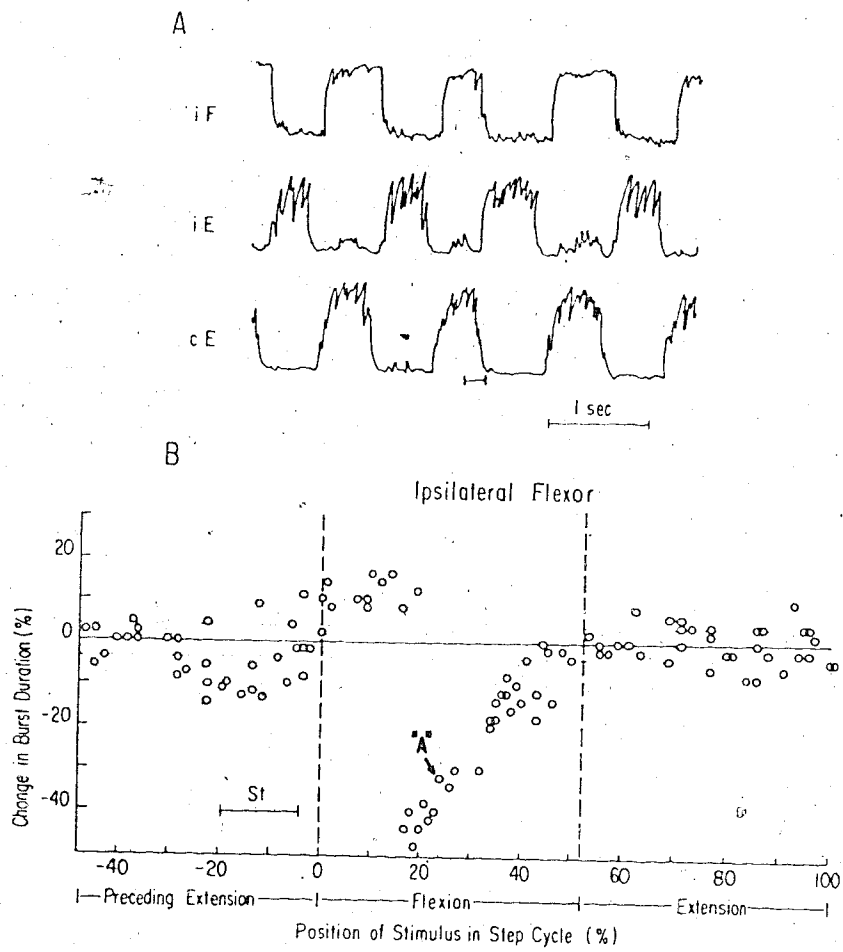 A
iF
iE
cE
1 sec
B
Ipsilateral Flexor
Change in Burst Duration (%)
20
0
-20
-40
"A"
St
-40
-20
0
20
40
60
80
100
Preceding Extension
Flexion
Extension
Position of Stimulus in Step Cycle (%)